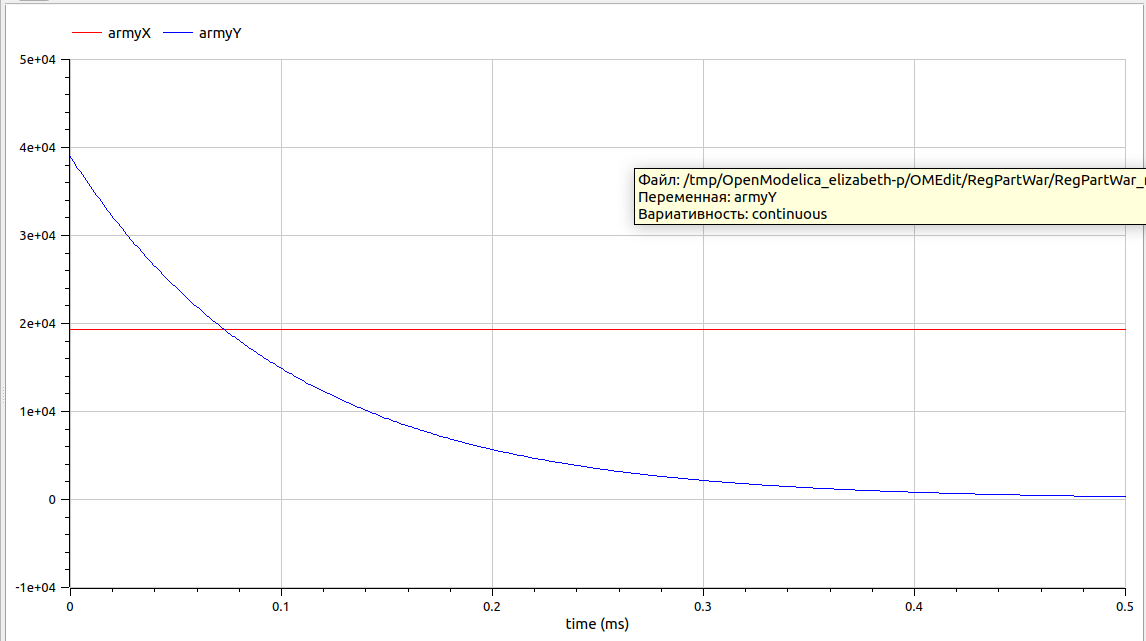 armyX armyY
5e+04
4e+04
3e+04
2e+04
1e+04
0
-1e+04
0 0.1 0.2 0.3 0.4 0.5
time (ms)
Файл: /tmp/OpenModelica_elizabeth-p/OMEdit/RegPartWar/RegPartWar_
Переменная: armyY
Вариативность: continuous